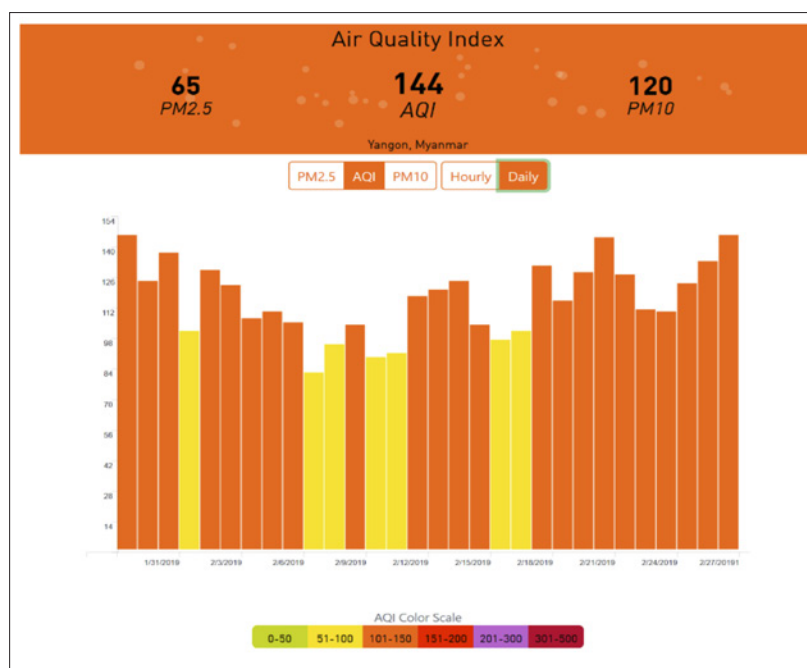 Air Quality Index
65 144 120
PM2.5 AQI PM10
Yangon, Myanmar
PM2.5 AQI PM10 Hourly Daily
154
140
126
112
98
84
70
56
42
28
14
1/31/2019 2/3/2019 2/6/2019 2/9/2019 2/12/2019 2/15/2019 2/18/2019 2/21/2019 2/24/2019 2/27/20191
AQI Color Scale
0-50 51-100 101-150 151-200 201-300 301-500